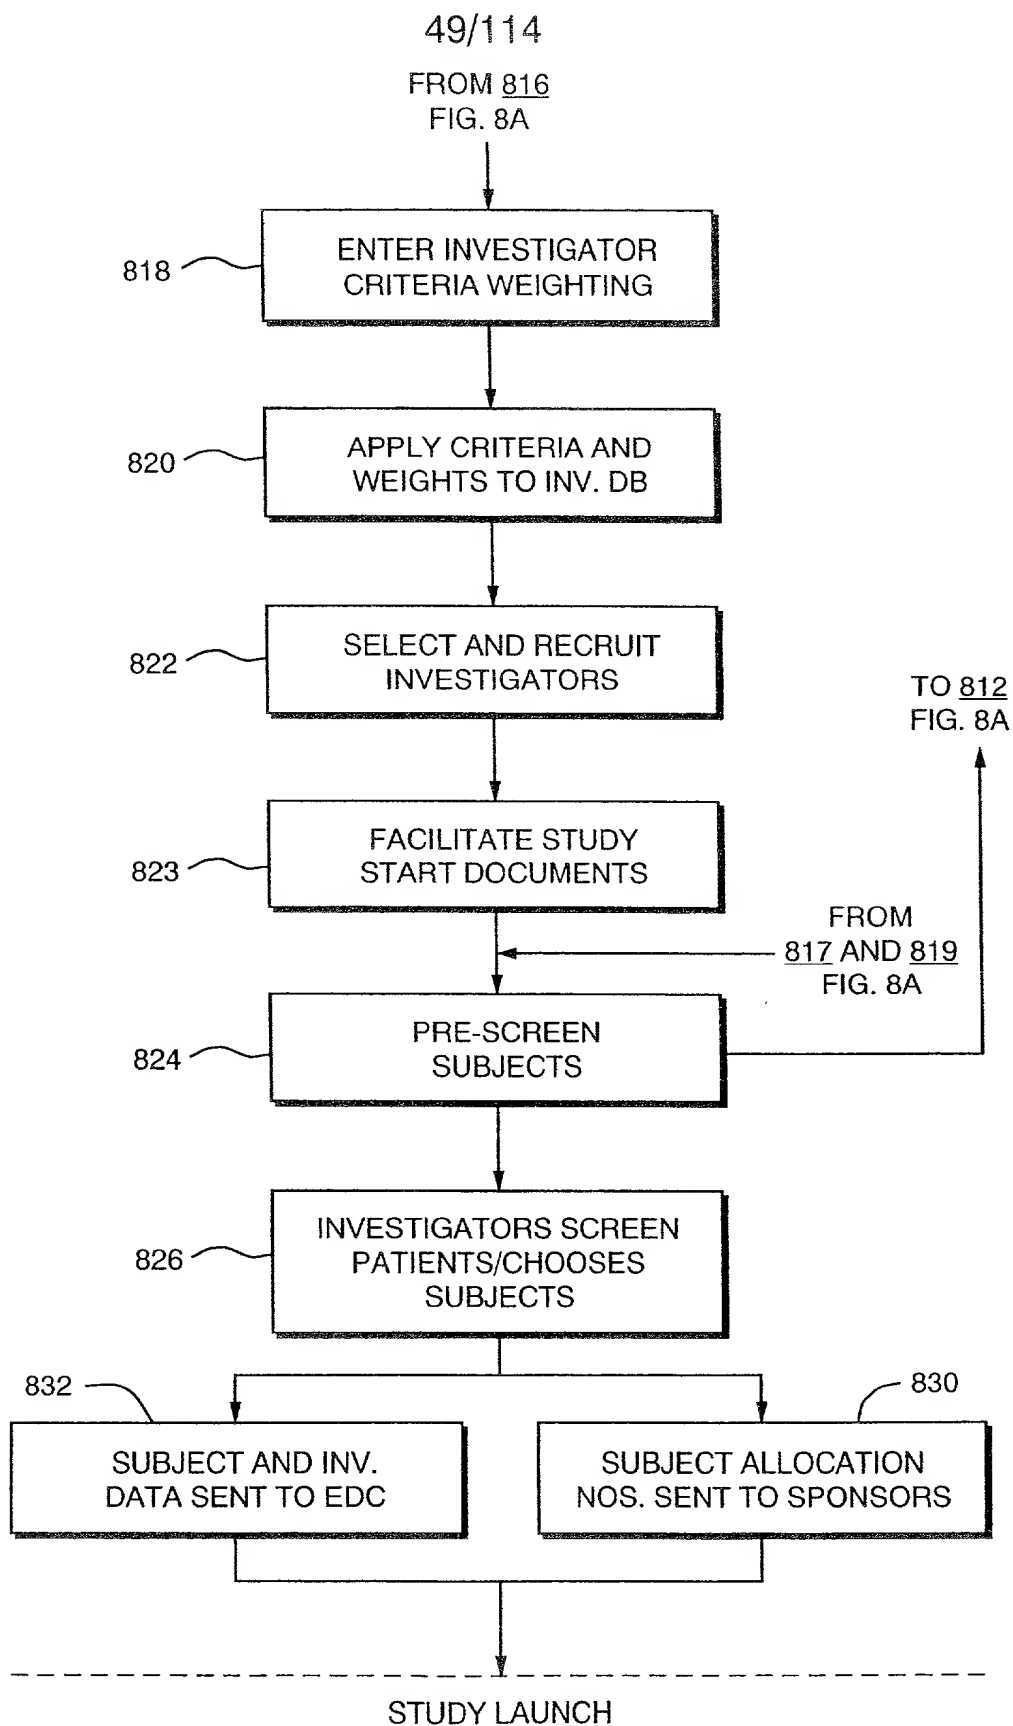 49/114
FROM 816
FIG. 8A
818
ENTER INVESTIGATOR
CRITERIA WEIGHTING
820
APPLY CRITERIA AND
WEIGHTS TO INV. DB
822
SELECT AND RECRUIT
INVESTIGATORS
TO 812
FIG. 8A
823
FACILITATE STUDY
START DOCUMENTS
FROM
817 AND 819
FIG. 8A
824
PRE-SCREEN
SUBJECTS
826
INVESTIGATORS SCREEN
PATIENTS/CHOOSES
SUBJECTS
832
SUBJECT AND INV.
DATA SENT TO EDC
830
SUBJECT ALLOCATION
NOS. SENT TO SPONSORS
STUDY LAUNCH